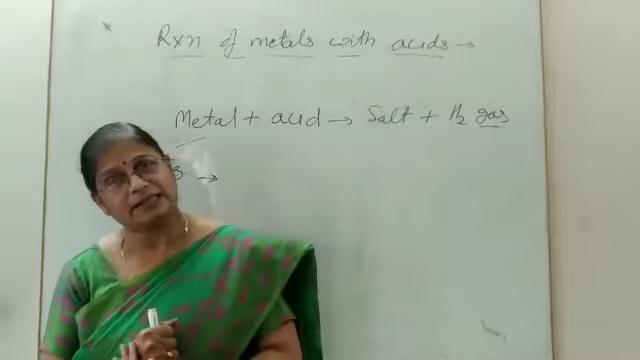 Rxn of metals with acids →
Metal + acid → Salt + H₂ gas
→